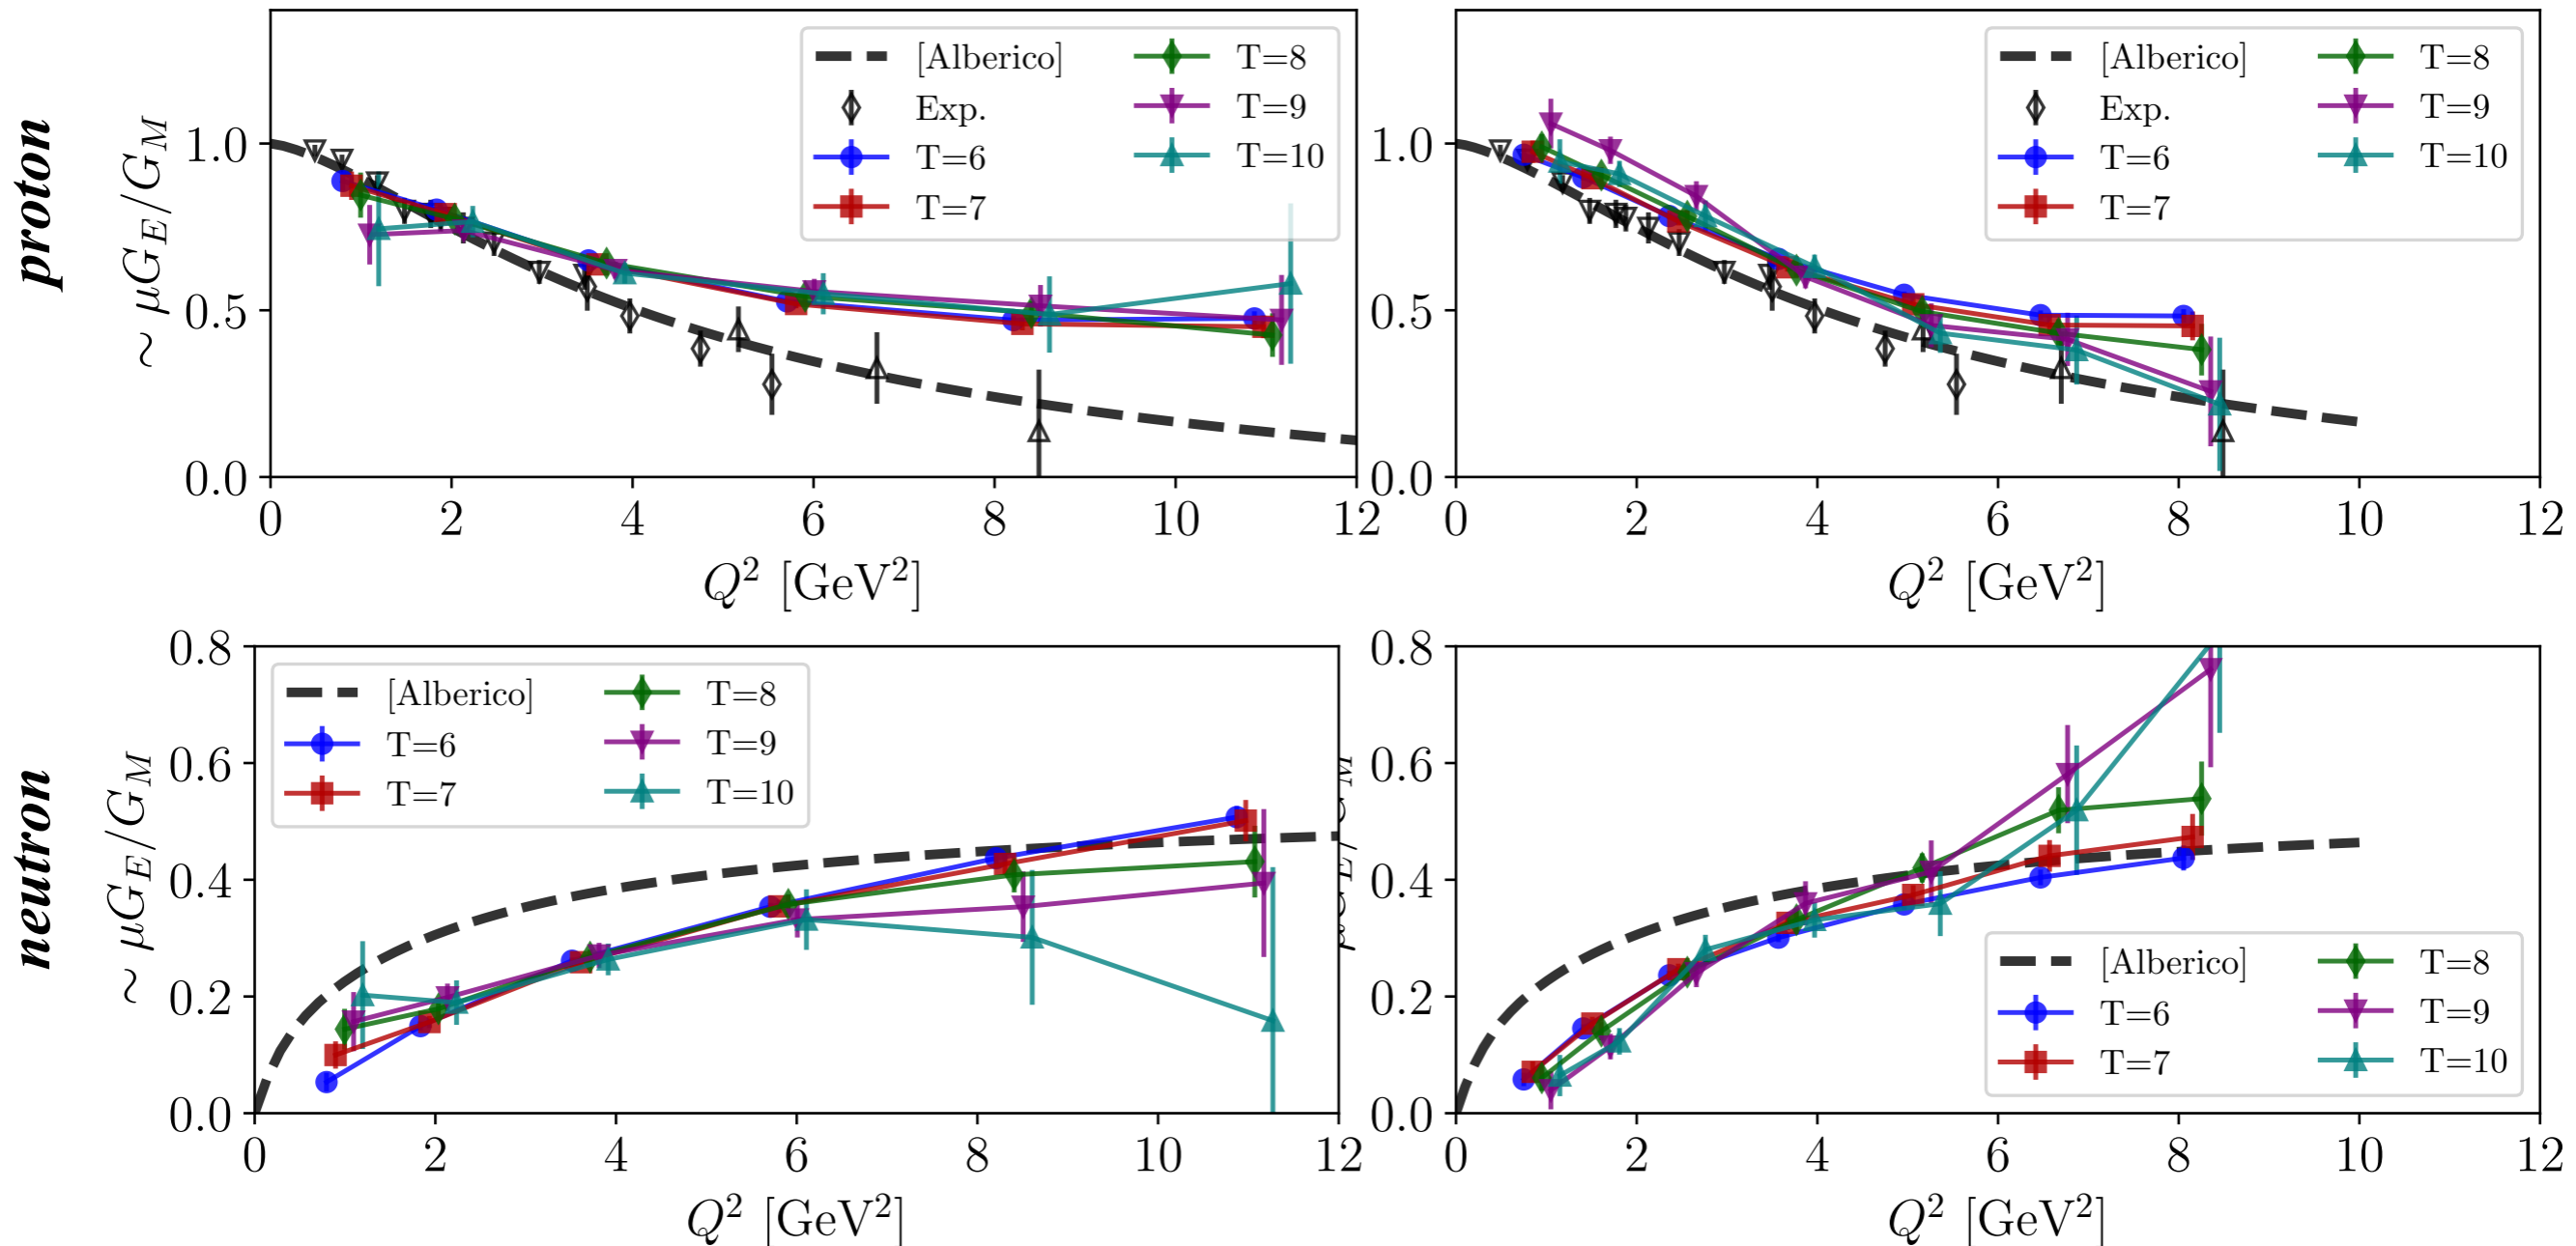 proton
~ μG_E/G_M
1.0
0.5
0.0
[Alberico]
Exp.
T=6
T=7
T=8
T=9
T=10
0 2 4 6 8 10 12
Q² [GeV²]
1.0
0.5
0.0
[Alberico]
Exp.
T=6
T=7
T=8
T=9
T=10
0 2 4 6 8 10 12
Q² [GeV²]
neutron
~ μG_E/G_M
0.8
0.6
0.4
0.2
0.0
[Alberico]
T=6
T=7
T=8
T=9
T=10
0 2 4 6 8 10 12
Q² [GeV²]
0.8
0.6
0.4
0.2
0.0
[Alberico]
T=6
T=7
T=8
T=9
T=10
0 2 4 6 8 10 12
Q² [GeV²]